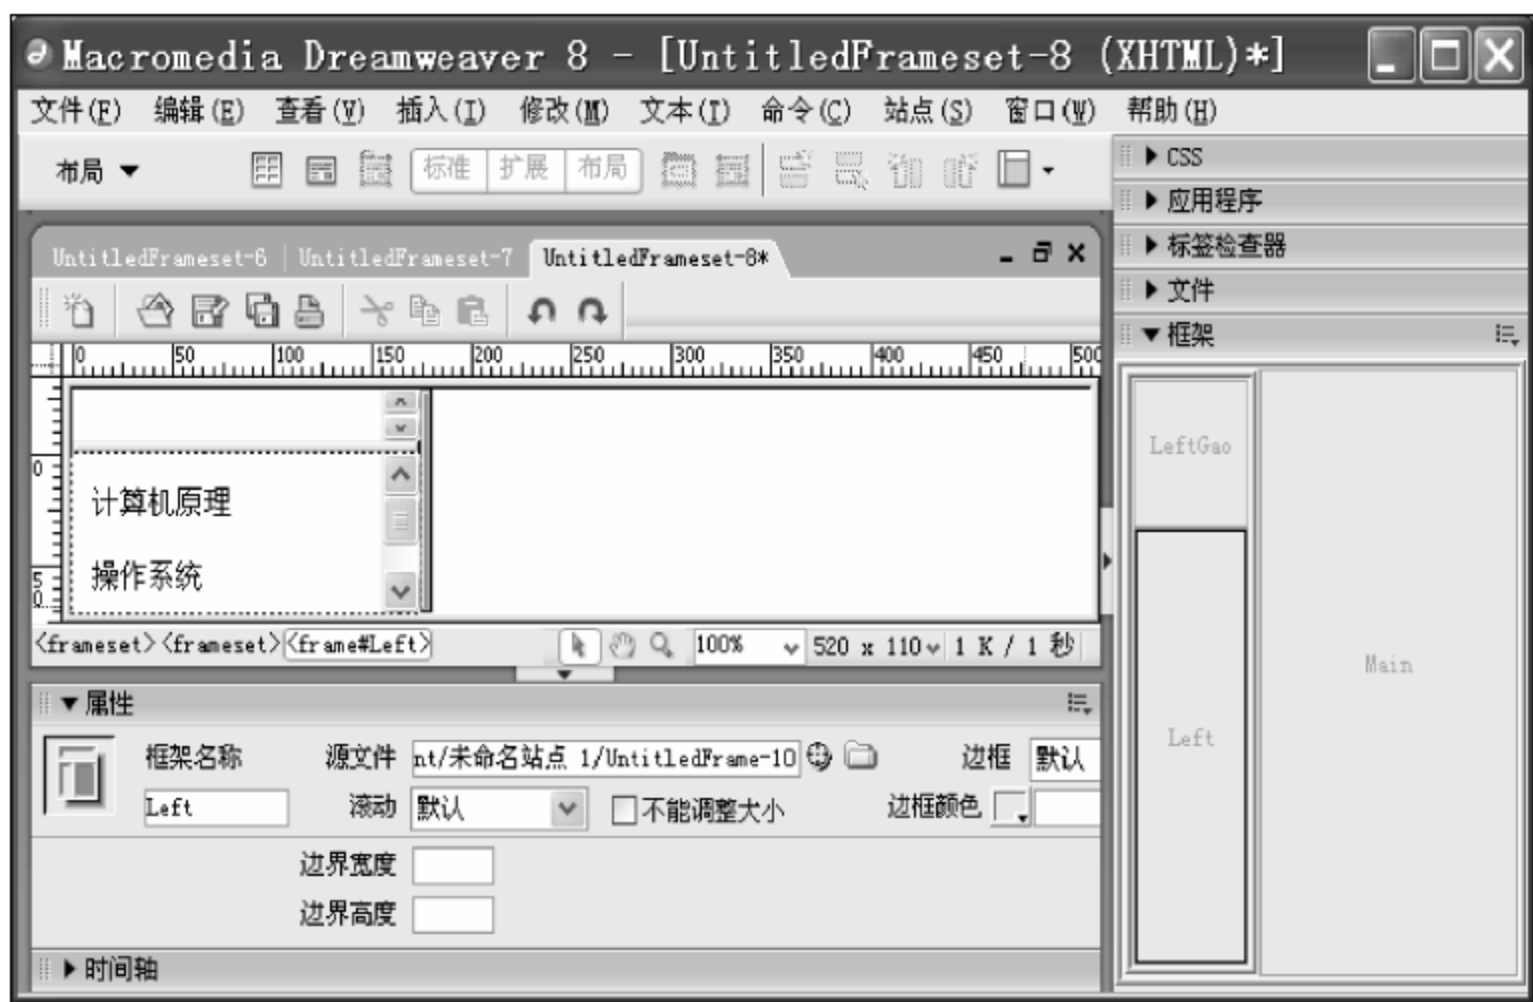 Macromedia Dreamweaver 8 - [UntitledFrameset-8 (XHTML)*]
文件(F) 编辑(E) 查看(V) 插入(I) 修改(M) 文本(T) 命令(C) 站点(S) 窗口(W) 帮助(H)
布局 标准 扩展 布局
CSS
应用程序
标签检查器
文件
框架
UntitledFrameset-6 UntitledFrameset-7 UntitledFrameset-8*
0 50 100 150 200 250 300 350 400 450 500
0
计算机原理
50
操作系统
LeftGao
Left
Main
<frameset> <frameset> <frame#Left> 100% 520 x 110 1 K / 1 秒
属性
框架名称 源文件 nt/未命名站点 1/UntitledFrame-10 边框 默认
Left 滚动 默认 不能调整大小 边框颜色
边界宽度
边界高度
时间轴